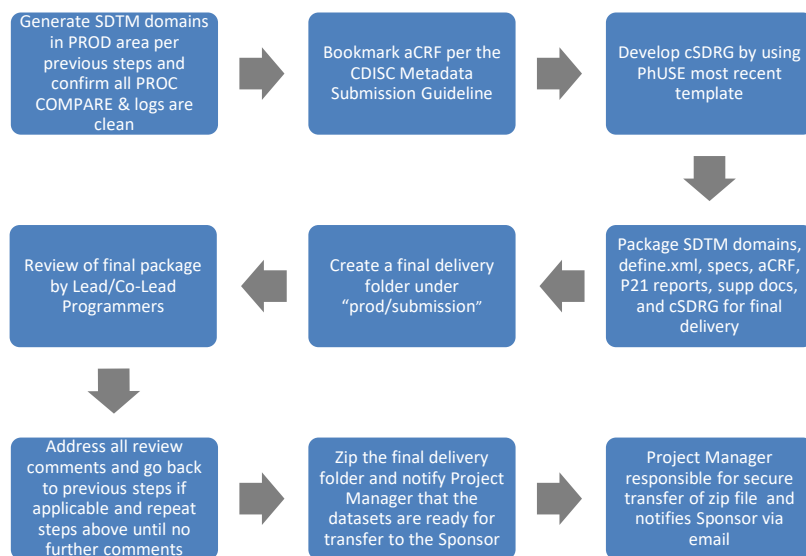 Generate SDTM domains
in PROD area per
previous steps and
confirm all PROC
COMPARE & logs are
clean
Bookmark aCRF per the
CDISC Metadata
Submission Guideline
Develop cSDRG by using
PhUSE most recent
template
Package SDTM domains,
define.xml, specs, aCRF,
P21 reports, supp docs,
and cSDRG for final
delivery
Create a final delivery
folder under
“prod/submission”
Review of final package
by Lead/Co-Lead
Programmers
Address all review
comments and go back
to previous steps if
applicable and repeat
steps above until no
further comments
Zip the final delivery
folder and notify Project
Manager that the
datasets are ready for
transfer to the Sponsor
Project Manager
responsible for secure
transfer of zip file and
notifies Sponsor via
email